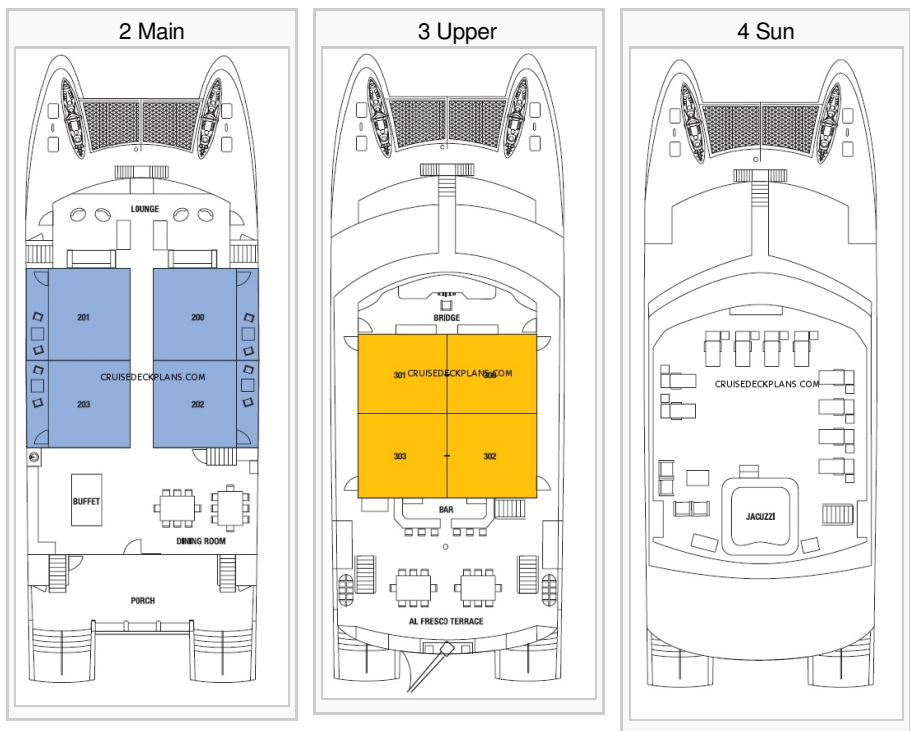 2 Main
LOUNGE
201
200
CRUISEDECKPLANS.COM
203
202
BUFFET
DINING ROOM
PORCH
3 Upper
BRIDGE
301
CRUISEDECKPLANS.COM
300
303
302
BAR
AL FRESCO TERRACE
4 Sun
CRUISEDECKPLANS.COM
JACUZZI